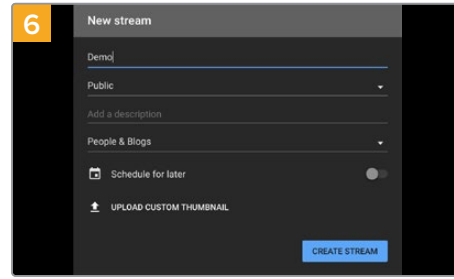 6
New stream
Demo
Public
Add a description
People & Blogs
Schedule for later
UPLOAD CUSTOM THUMBNAIL
CREATE STREAM